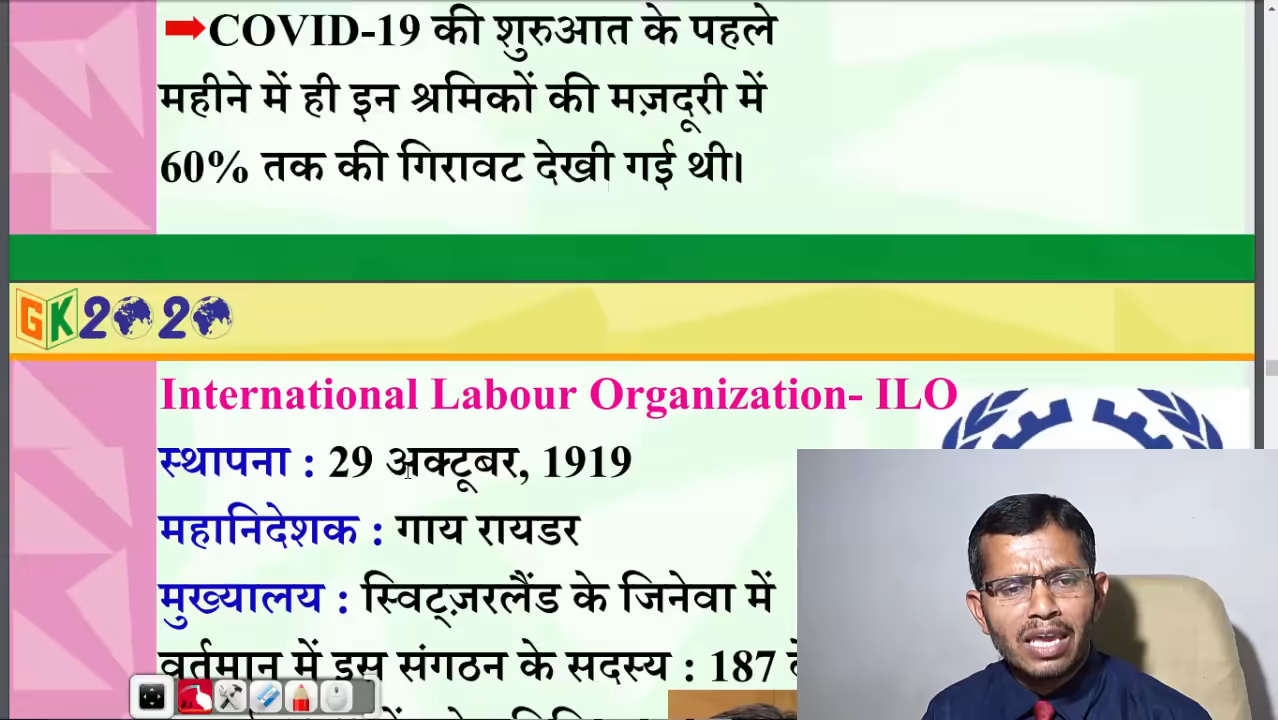 ➡COVID-19 की शुरुआत के पहले
महीने में ही इन श्रमिकों की मज़दूरी में
60% तक की गिरावट देखी गई थी।
GK2020
International Labour Organization- ILO
स्थापना : 29 अक्टूबर, 1919
महानिदेशक : गाय रायडर
मुख्यालय : स्विट्ज़रलैंड के जिनेवा में
वर्तमान में इस संगठन के सदस्य : 187